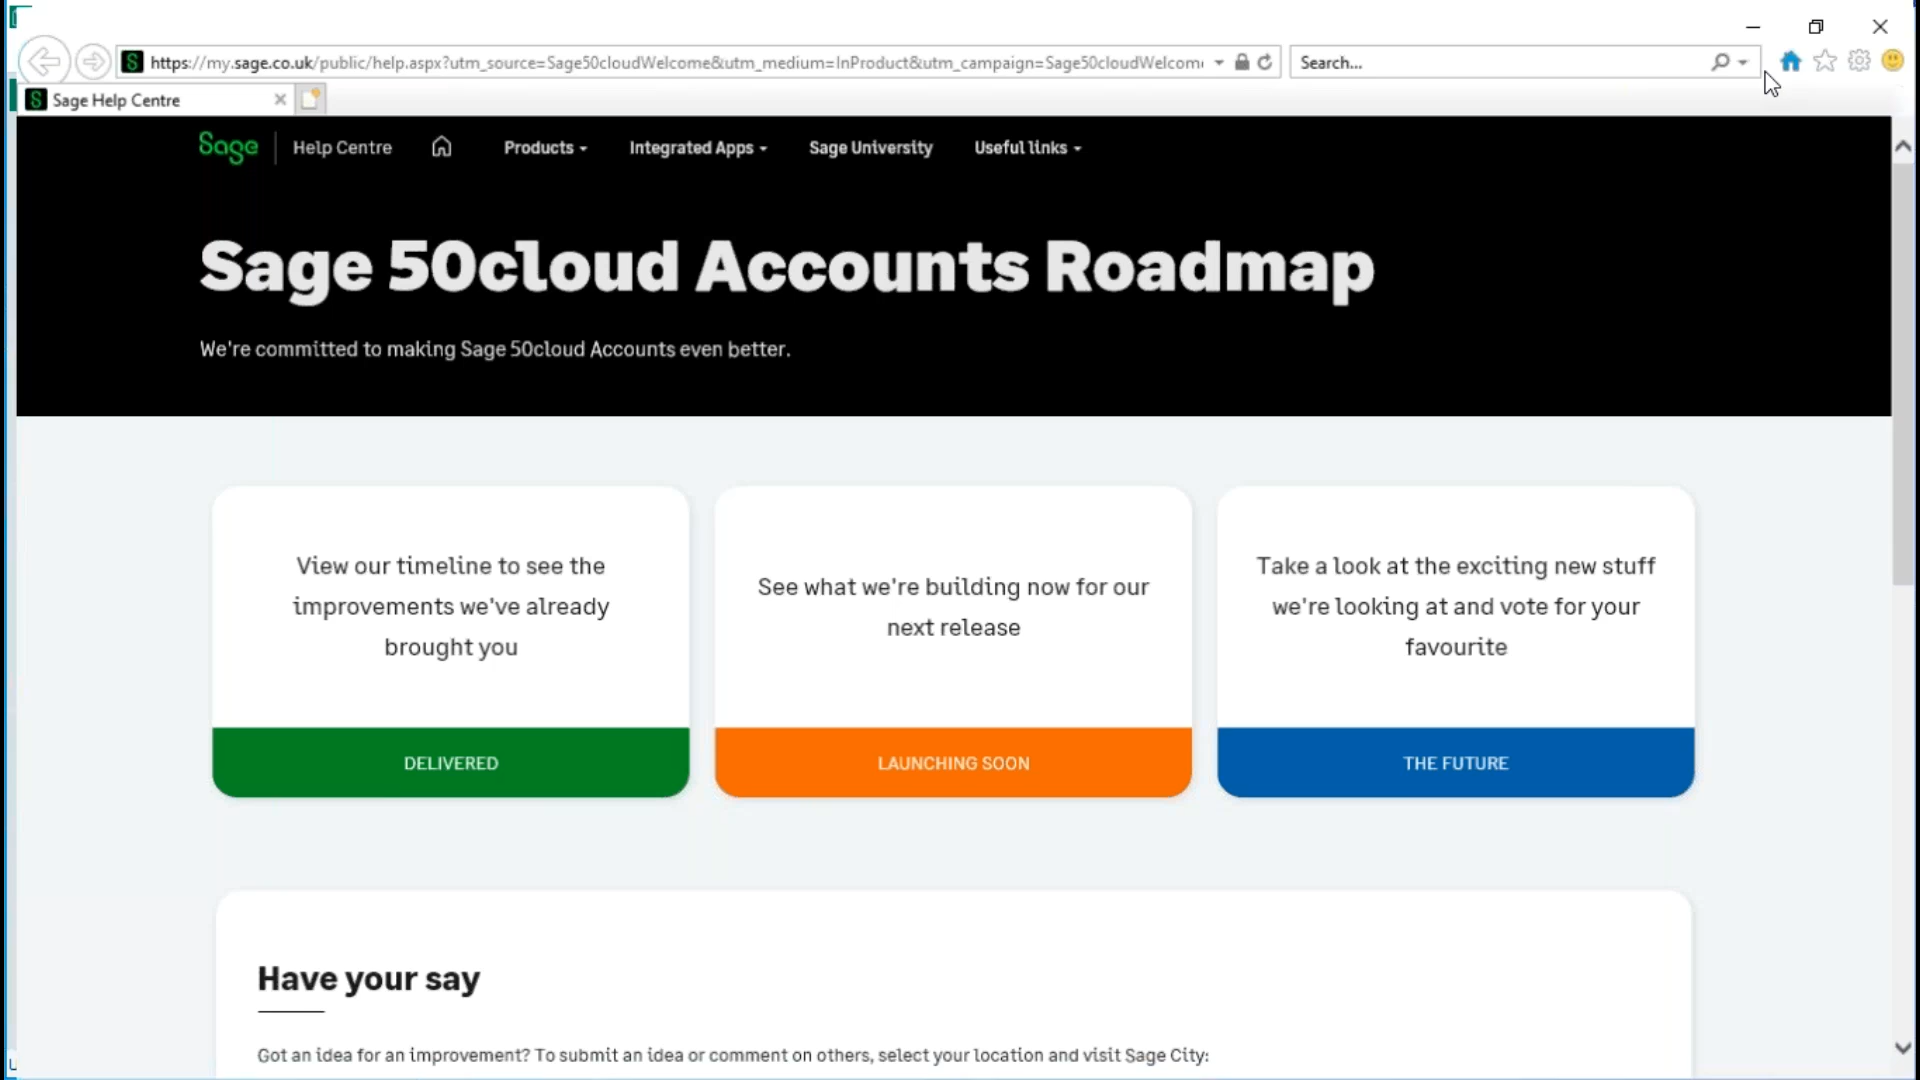 https://my.sage.co.uk/public/help.aspx?utm_source=Sage50cloudWelcome&utm_medium=InProduct&utm_campaign=Sage50cloudWelcom
Search...
Sage Help Centre
Sage Help Centre Products Integrated Apps Sage University Useful links
Sage 50cloud Accounts Roadmap
We're committed to making Sage 50cloud Accounts even better.
View our timeline to see the
improvements we've already
brought you
DELIVERED
See what we're building now for our
next release
LAUNCHING SOON
Take a look at the exciting new stuff
we're looking at and vote for your
favourite
THE FUTURE
Have your say
Got an idea for an improvement? To submit an idea or comment on others, select your location and visit Sage City: